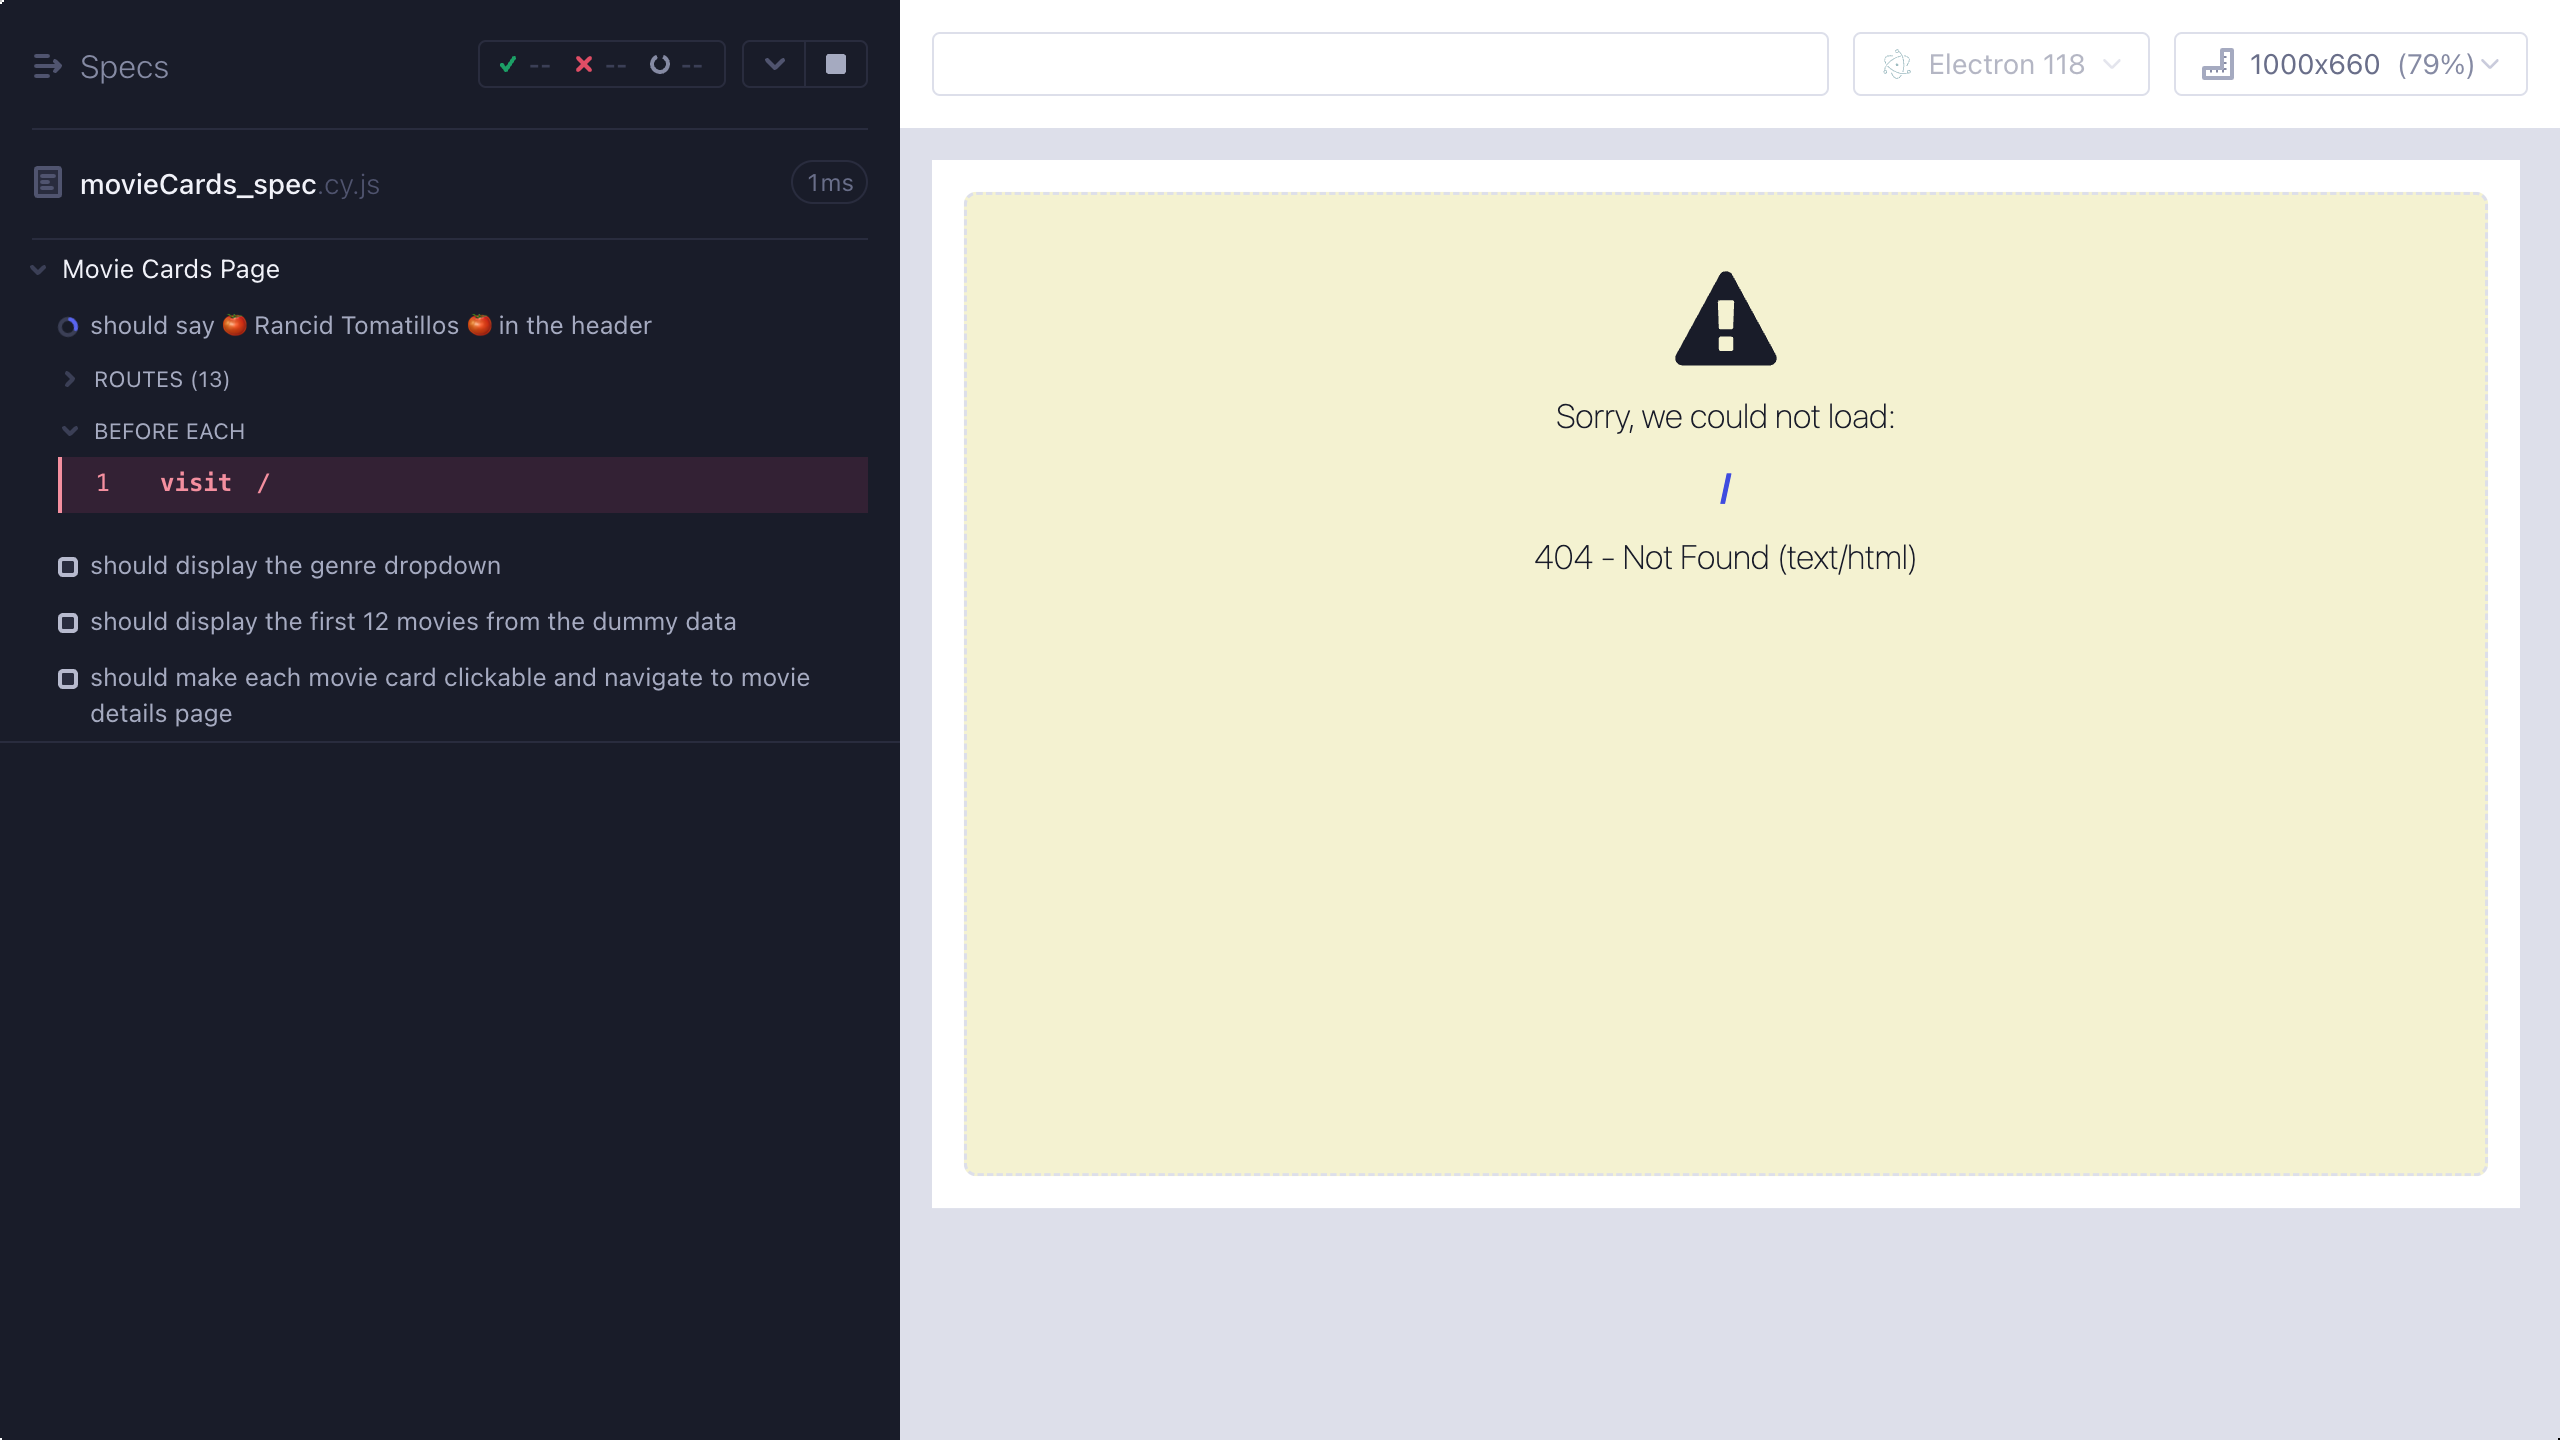 Specs
-- -- --
movieCards_spec.cy.js
1ms
Movie Cards Page
should say 🍅 Rancid Tomatillos 🍅 in the header
ROUTES (13)
BEFORE EACH
1 visit /
should display the genre dropdown
should display the first 12 movies from the dummy data
should make each movie card clickable and navigate to movie
details page
Electron 118
1000x660 (79%)
Sorry, we could not load:
/
404 - Not Found (text/html)